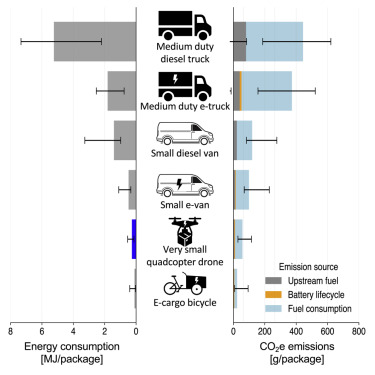 Medium duty
diesel truck
Medium duty e-truck
Small diesel van
Small e-van
Very small
quadcopter drone
E-cargo bicycle
Emission source
Upstream fuel
Battery lifecycle
Fuel consumption
8 6 4 2 0
0 200 400 600 800
Energy consumption
[MJ/package]
CO₂e emissions
[g/package]